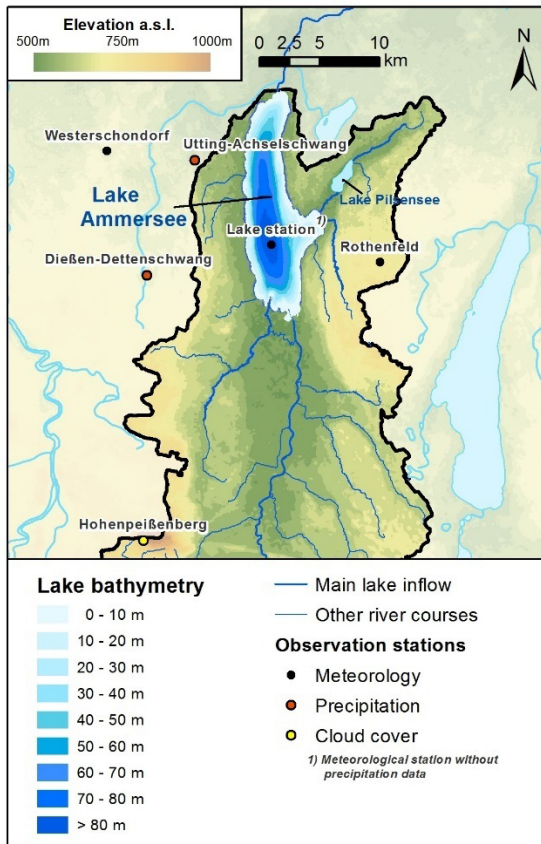 Elevation a.s.l.
500m 750m 1000m
0 2.5 5 10
km
N
Westerschondorf
Utting-Achselschwang
Lake
Ammersee
Lake Pilsensee
1)
Lake station
Rothenfeld
Dießen-Dettenschwang
Hohenpeißenberg
Lake bathymetry
0 - 10 m
10 - 20 m
20 - 30 m
30 - 40 m
40 - 50 m
50 - 60 m
60 - 70 m
70 - 80 m
> 80 m
Main lake inflow
Other river courses
Observation stations
Meteorology
Precipitation
Cloud cover
1) Meteorological station without
precipitation data